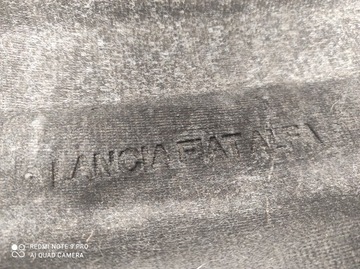 LANCIA FIAT ALFA
REDMI NOTE 9 PRO
AI QUAD CAMERA